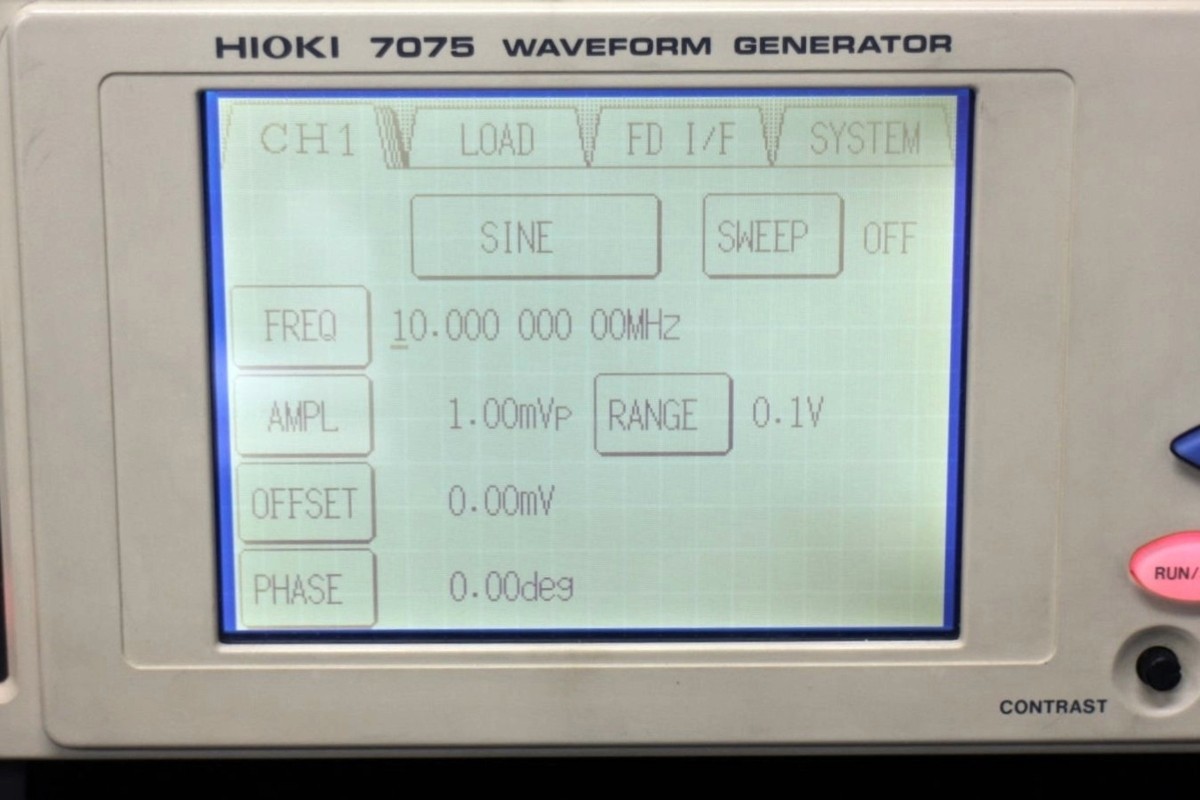 HIOKI 7075 WAVEFORM GENERATOR
CH1 LOAD FD I/F SYSTEM
SINE SWEEP OFF
FREQ 10.000 000 00MHz
AMPL 1.00mVp RANGE 0.1V
OFFSET 0.00mV
PHASE 0.00deg
RUN/
CONTRAST